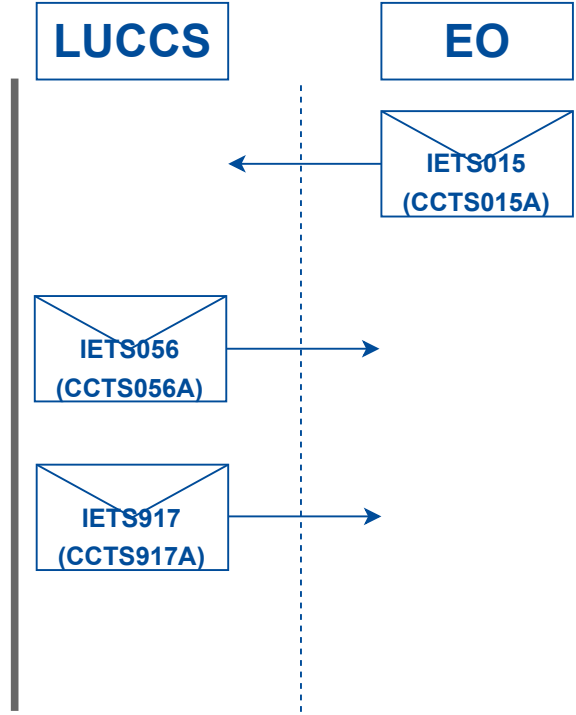 LUCCS
EO
IETS015
(CCTS015A)
IETS056
(CCTS056A)
IETS917
(CCTS917A)